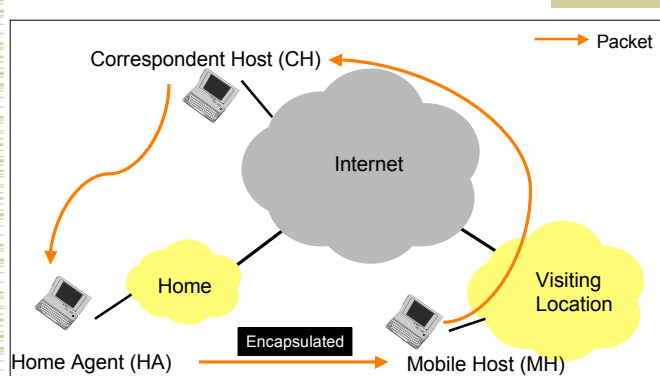 Packet
Correspondent Host (CH)
Internet
Home
Visiting
Location
Encapsulated
Home Agent (HA)
Mobile Host (MH)